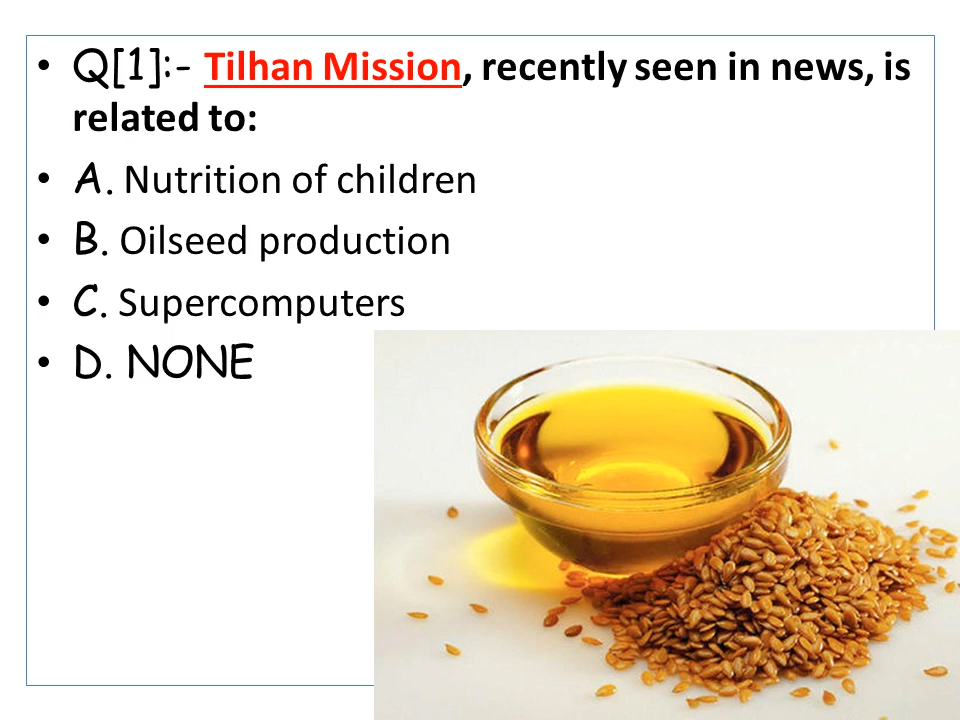 • Q[1]:- Tilhan Mission, recently seen in news, is
related to:
• A. Nutrition of children
• B. Oilseed production
• C. Supercomputers
• D. NONE